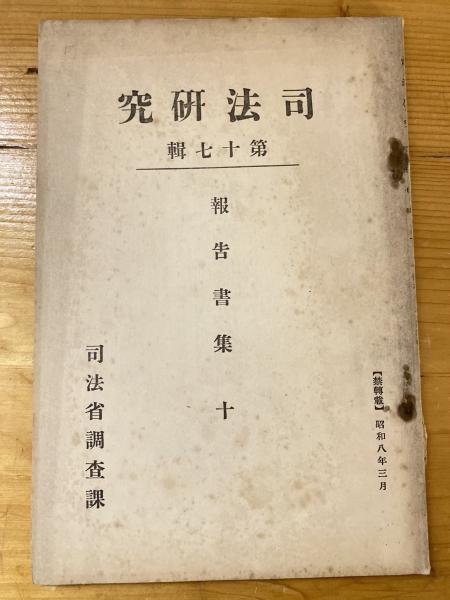 司法研究
第十七輯
報告書集 十
【禁轉載】 昭和八年三月
司法省調査課